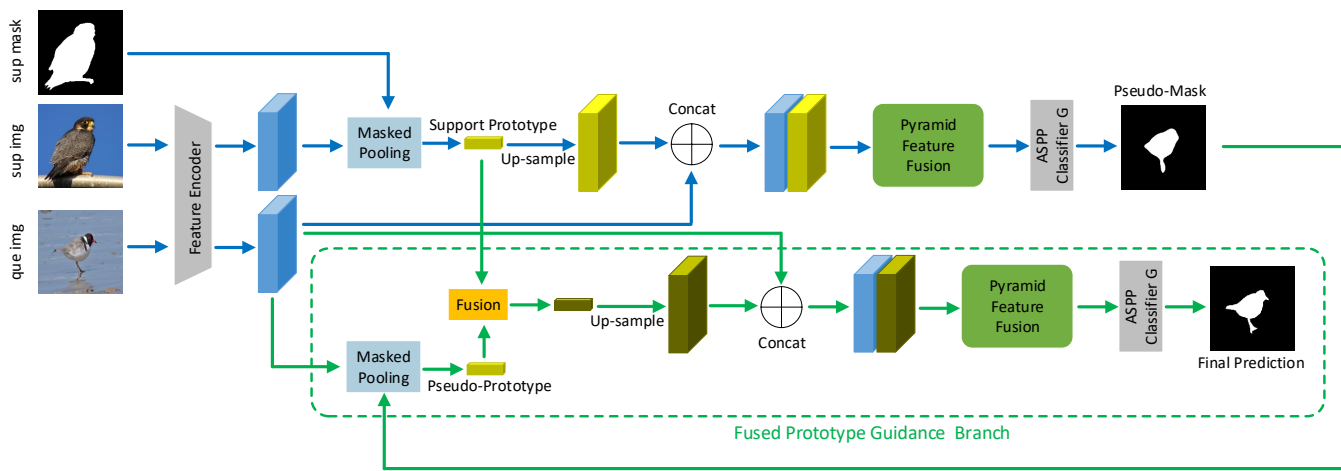 sup mask
sup img
que img
Feature Encoder
Masked
Pooling
Support Prototype
Up-sample
Concat
Pyramid
Feature
Fusion
ASPP
Classifier G
Pseudo-Mask
Fusion
Up-sample
Concat
Pyramid
Feature
Fusion
ASPP
Classifier G
Final Prediction
Masked
Pooling
Pseudo-Prototype
Fused Prototype Guidance Branch